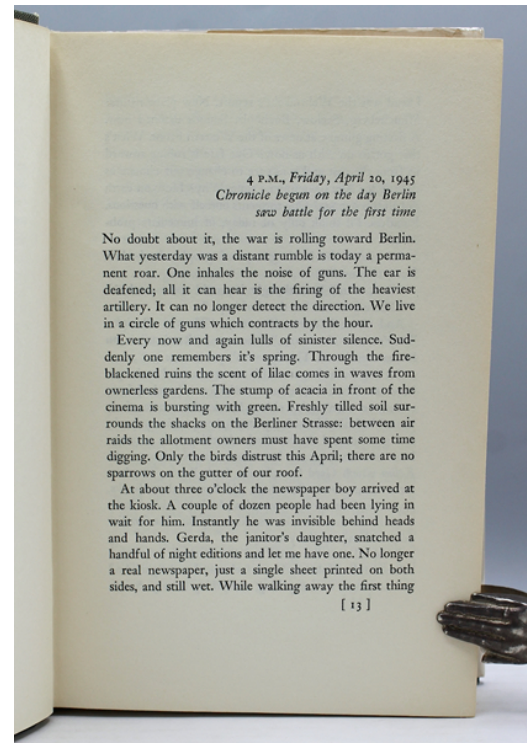 4 P.M., Friday, April 20, 1945
Chronicle begun on the day Berlin
saw battle for the first time
No doubt about it, the war is rolling toward Berlin.
What yesterday was a distant rumble is today a perma-
nent roar. One inhales the noise of guns. The ear is
deafened; all it can hear is the firing of the heaviest
artillery. It can no longer detect the direction. We live
in a circle of guns which contracts by the hour.
Every now and again lulls of sinister silence. Sud-
denly one remembers it's spring. Through the fire-
blackened ruins the scent of lilac comes in waves from
ownerless gardens. The stump of acacia in front of the
cinema is bursting with green. Freshly tilled soil sur-
rounds the shacks on the Berliner Strasse: between air
raids the allotment owners must have spent some time
digging. Only the birds distrust this April; there are no
sparrows on the gutter of our roof.
At about three o'clock the newspaper boy arrived at
the kiosk. A couple of dozen people had been lying in
wait for him. Instantly he was invisible behind heads
and hands. Gerda, the janitor's daughter, snatched a
handful of night editions and let me have one. No longer
a real newspaper, just a single sheet printed on both
sides, and still wet. While walking away the first thing
[ 13 ]